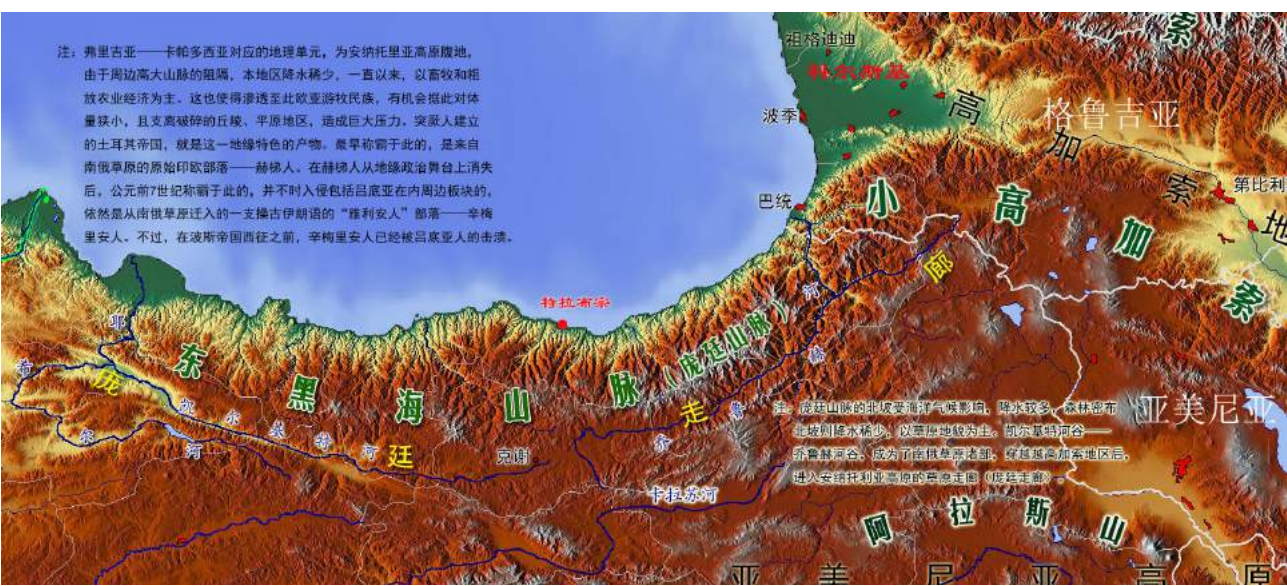 注：弗里吉亚——卡帕多西亚对应的地理单元，为安纳托里亚高原腹地。
由于周边高大山脉的阻隔，本地区降水稀少，一直以来，以畜牧和粗
放农业经济为主。这也使得渗透至此欧亚游牧民族，有机会据此对体
量狭小，且支离破碎的丘陵、平原地区，造成巨大压力。突厥人建立
的土耳其帝国，就是这一地缘特色的产物。最早称霸于此的，是来自
南俄草原的原始印欧部落——赫梯人。在赫梯人从地缘政治舞台上消失
后，公元前7世纪称霸于此的，并不时入侵包括吕底亚在内周边板块的，
依然是从南俄草原迁入的一支操古伊朗语的“雅利安人”部落——辛梅
里安人。不过，在波斯帝国西征之前，辛梅里安人已经被吕底亚人的击溃。
祖格迪迪
科尔斯基
波季
巴统
高加索
格鲁吉亚
第比利
地
索
小高加索
特拉布宗
东黑海山脉（庞廷山脉）
庞廷走廊
耶
希尔河
凯尔基特河
克谢
乔鲁赫河
卡拉苏河
注：庞廷山脉的北坡受海洋气候影响，降水较多，森林密布
北坡则降水稀少，以草原地貌为主。凯尔基特河谷——
乔鲁赫河谷，成为了南俄草原诸部，穿越越高加索地区后，
进入安纳托利亚高原的草原走廊（庞廷走廊）
亚美尼亚
阿拉斯山
亚美尼亚高原